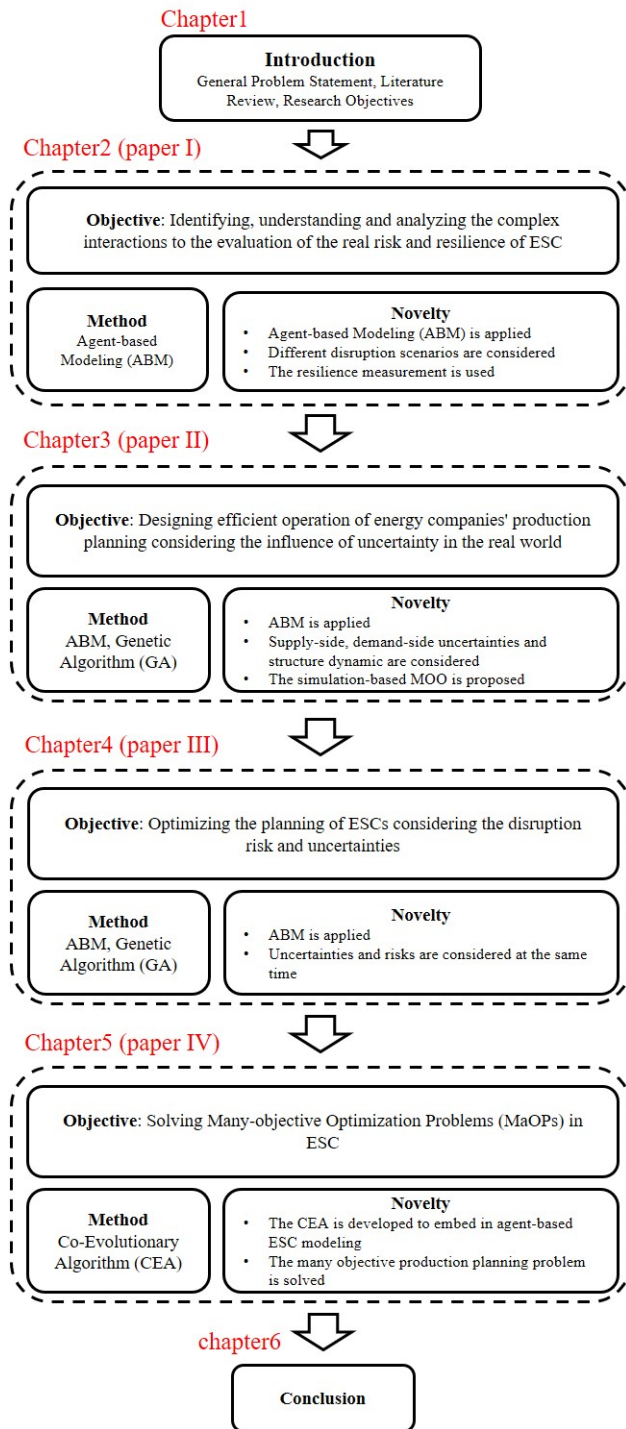 Chapter1
Introduction
General Problem Statement, Literature
Review, Research Objectives
Chapter2 (paper I)
Objective: Identifying, understanding and analyzing the complex
interactions to the evaluation of the real risk and resilience of ESC
Method
Agent-based
Modeling (ABM)
Novelty
• Agent-based Modeling (ABM) is applied
• Different disruption scenarios are considered
• The resilience measurement is used
Chapter3 (paper II)
Objective: Designing efficient operation of energy companies' production
planning considering the influence of uncertainty in the real world
Method
ABM, Genetic
Algorithm (GA)
Novelty
• ABM is applied
• Supply-side, demand-side uncertainties and
structure dynamic are considered
• The simulation-based MOO is proposed
Chapter4 (paper III)
Objective: Optimizing the planning of ESCs considering the disruption
risk and uncertainties
Method
ABM, Genetic
Algorithm (GA)
Novelty
• ABM is applied
• Uncertainties and risks are considered at the same
time
Chapter5 (paper IV)
Objective: Solving Many-objective Optimization Problems (MaOPs) in
ESC
Method
Co-Evolutionary
Algorithm (CEA)
Novelty
• The CEA is developed to embed in agent-based
ESC modeling
• The many objective production planning problem
is solved
chapter6
Conclusion